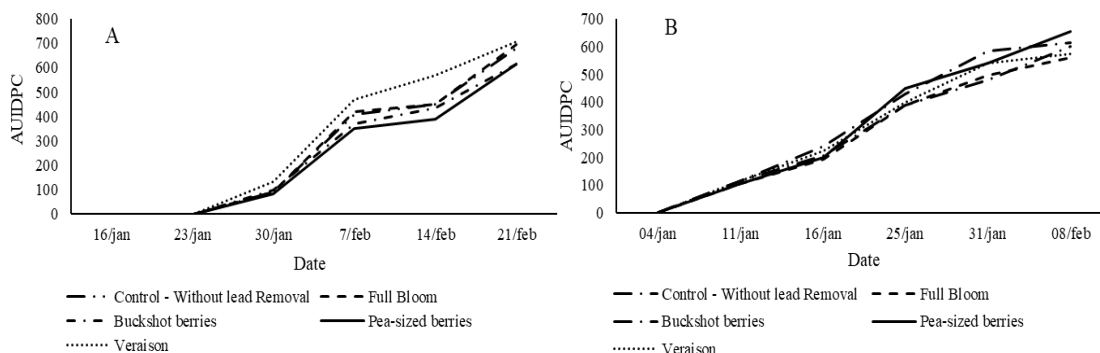 A
AUIDPC
800
700
600
500
400
300
200
100
0
16/jan 23/jan 30/jan 7/feb 14/feb 21/feb
Date
Control - Without lead Removal Full Bloom
Buckshot berries Pea-sized berries
Veraison
B
AUIDPC
700
600
500
400
300
200
100
0
04/jan 11/jan 16/jan 25/jan 31/jan 08/feb
Date
Control - Without lead Removal Full Bloom
Buckshot berries Pea-sized berries
Veraison